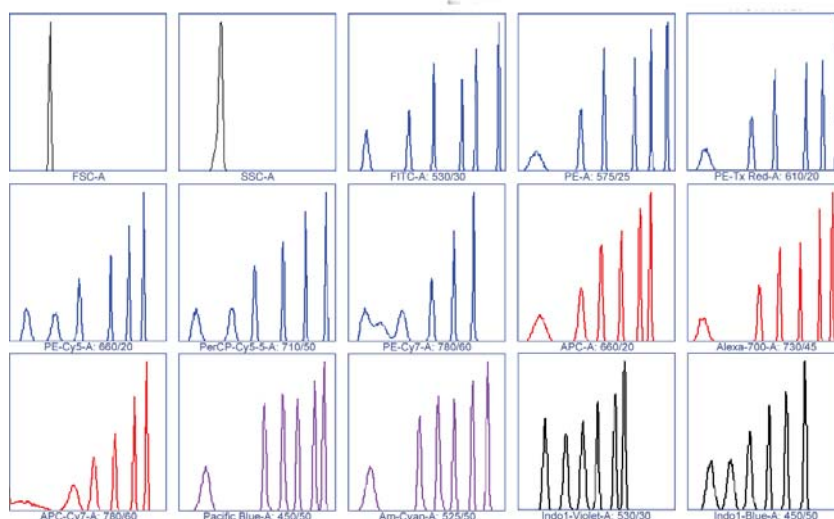 FSC-A
SSC-A
FITC-A: 530/30
PE-A: 575/25
PE-Tx Red-A: 610/20
PE-Cy5-A: 660/20
PerCP-Cy5-5-A: 710/50
PE-Cy7-A: 780/60
APC-A: 660/20
Alexa-700-A: 730/45
APC-Cy7-A: 780/60
Pacific Blue-A: 450/50
Am-Cyan-A: 525/50
Indo1-Violet-A: 530/30
Indo1-Blue-A: 450/50